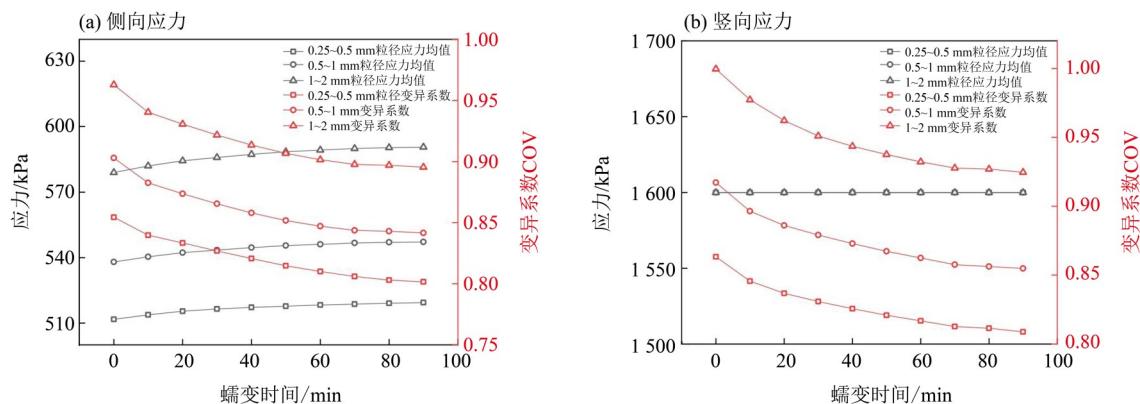 (a) 侧向应力
630
600
570
540
510
应力/kPa
0.25~0.5 mm粒径应力均值
0.5~1 mm粒径应力均值
1~2 mm粒径应力均值
0.25~0.5 mm粒径变异系数
0.5~1 mm变异系数
1~2 mm变异系数
1.00
0.95
0.90
0.85
0.80
0.75
变异系数COV
0 20 40 60 80 100
蠕变时间/min
(b) 竖向应力
1 700
1 650
1 600
1 550
1 500
应力/kPa
0.25~0.5 mm粒径应力均值
0.5~1 mm粒径应力均值
1~2 mm粒径应力均值
0.25~0.5 mm粒径变异系数
0.5~1 mm变异系数
1~2 mm变异系数
1.00
0.95
0.90
0.85
0.80
变异系数COV
0 20 40 60 80 100
蠕变时间/min